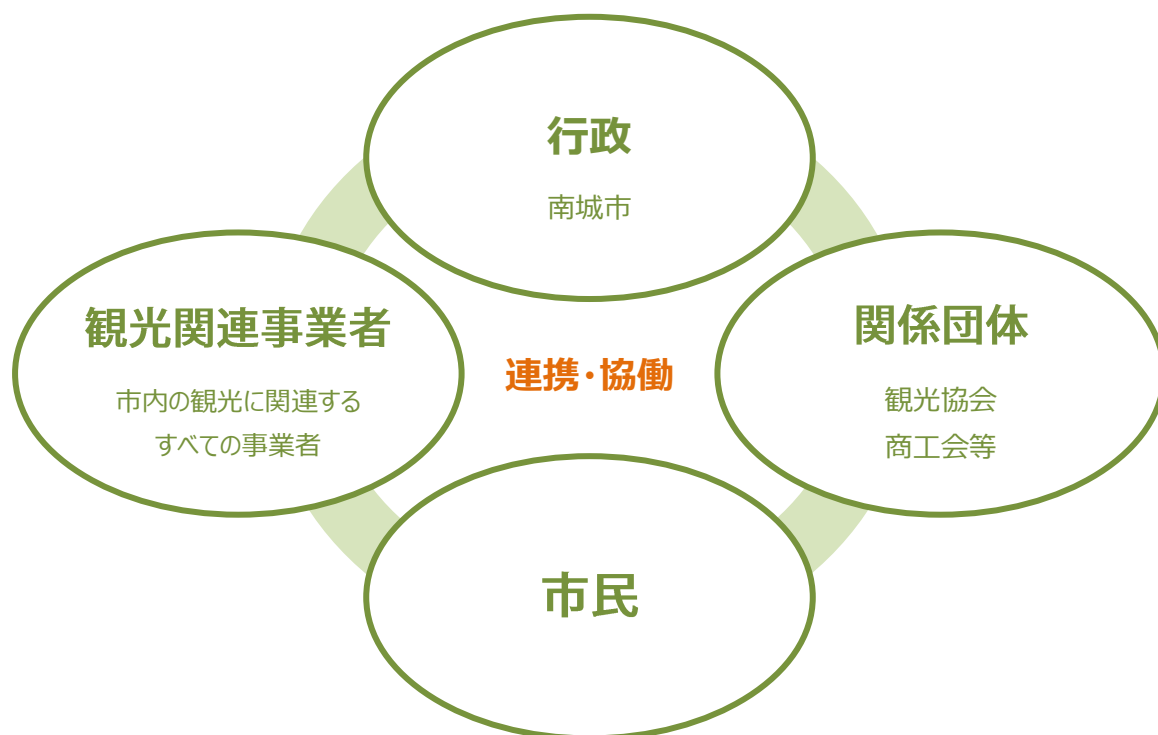 行政
南城市
観光関連事業者
市内の観光に関連する
すべての事業者
連携・協働
関係団体
観光協会
商工会等
市民